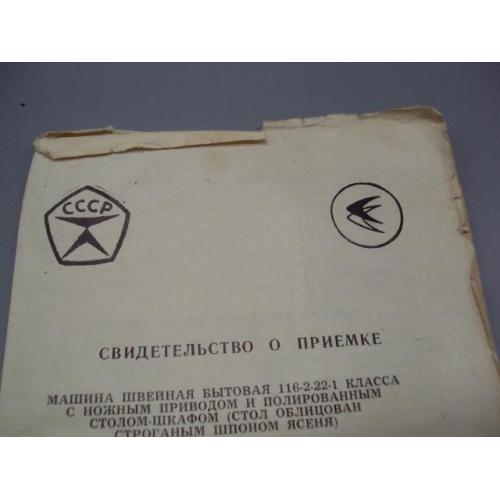 СССР
СВИДЕТЕЛЬСТВО О ПРИЕМКЕ
МАШИНА ШВЕЙНАЯ БЫТОВАЯ 116-2-22-1 КЛАССА
С НОЖНЫМ ПРИВОДОМ И ПОЛИРОВАННЫМ
СТОЛОМ-ШКАФОМ (СТОЛ ОБЛИЦОВАН
СТРОГАНЫМ ШПОНОМ ЯСЕНЯ)